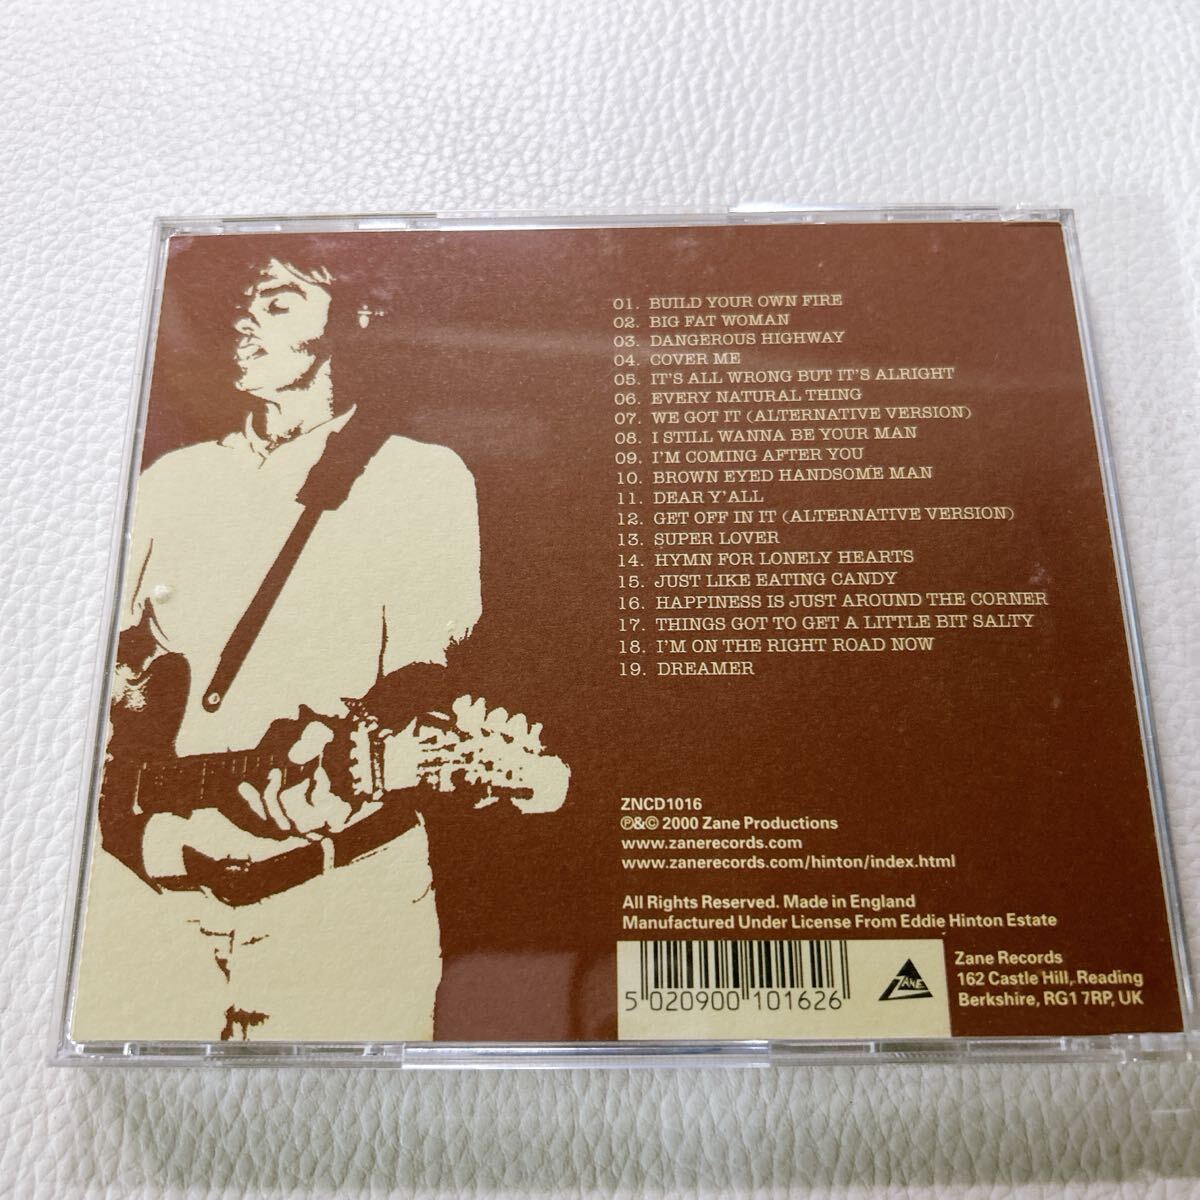 01. BUILD YOUR OWN FIRE
02. BIG FAT WOMAN
03. DANGEROUS HIGHWAY
04. COVER ME
05. IT'S ALL WRONG BUT IT'S ALRIGHT
06. EVERY NATURAL THING
07. WE GOT IT (ALTERNATIVE VERSION)
08. I STILL WANNA BE YOUR MAN
09. I'M COMING AFTER YOU
10. BROWN EYED HANDSOME MAN
11. DEAR Y'ALL
12. GET OFF IN IT (ALTERNATIVE VERSION)
13. SUPER LOVER
14. HYMN FOR LONELY HEARTS
15. JUST LIKE EATING CANDY
16. HAPPINESS IS JUST AROUND THE CORNER
17. THINGS GOT TO GET A LITTLE BIT SALTY
18. I'M ON THE RIGHT ROAD NOW
19. DREAMER
ZNCD1016
℗&© 2000 Zane Productions
www.zanerecords.com
www.zanerecords.com/hinton/index.html
All Rights Reserved. Made in England
Manufactured Under License From Eddie Hinton Estate
5 020900 101626
ZANE
Zane Records
162 Castle Hill, Reading
Berkshire, RG1 7RP, UK